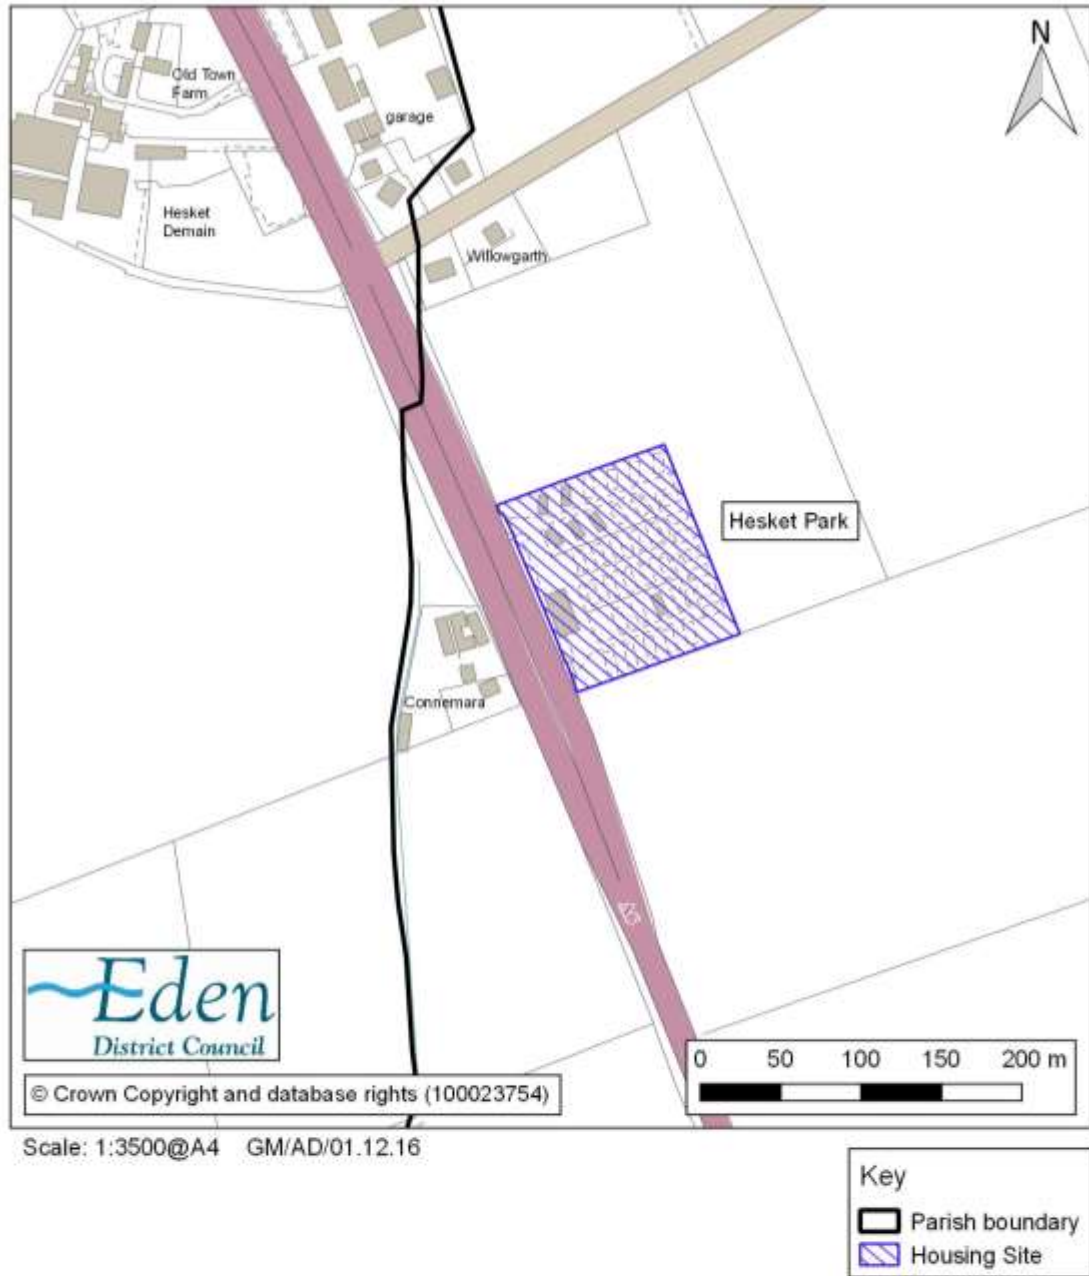 N
Old Town
Farm
garage
Hesket
Demain
Willowgarth
Hesket Park
Connemara
Eden
District Council
0 50 100 150 200 m
© Crown Copyright and database rights (100023754)
Scale: 1:3500@A4 GM/AD/01.12.16
Key
Parish boundary
Housing Site